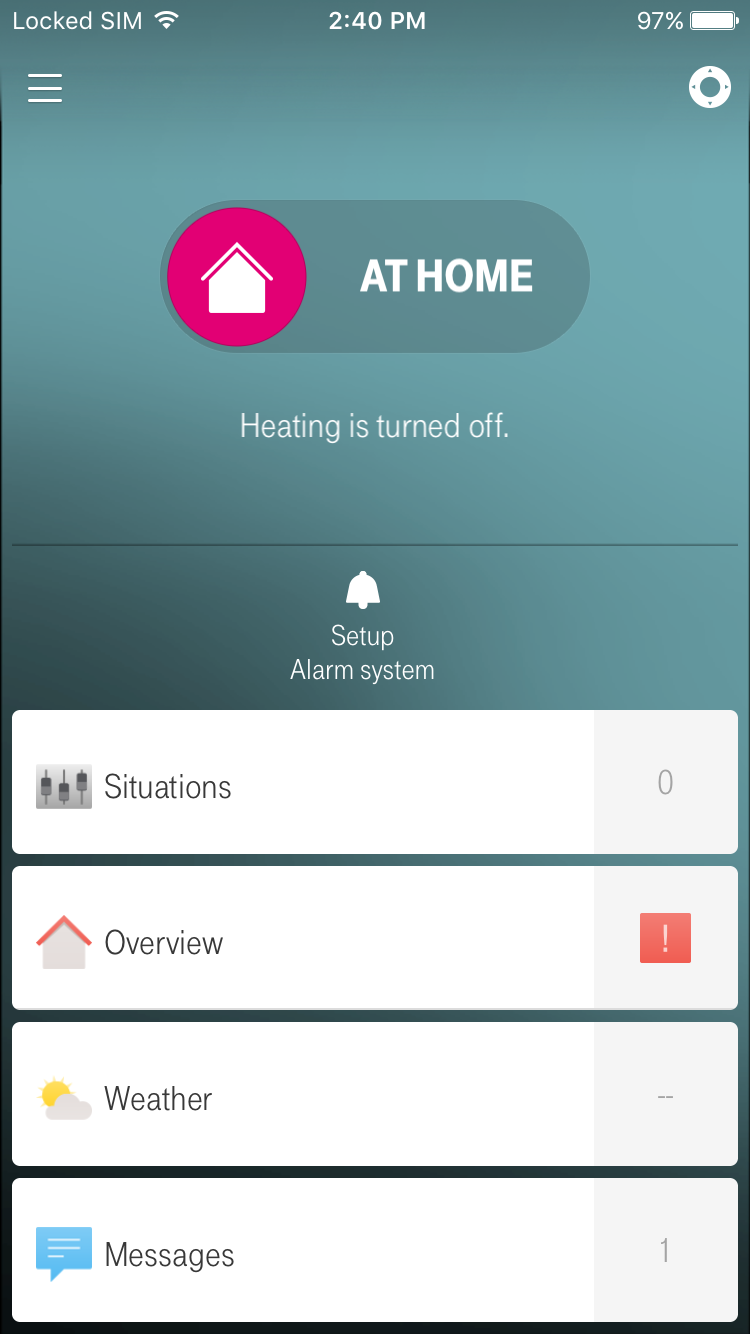 Locked SIM 2:40 PM 97%
AT HOME
Heating is turned off.
Setup
Alarm system
Situations 0
Overview !
Weather --
Messages 1